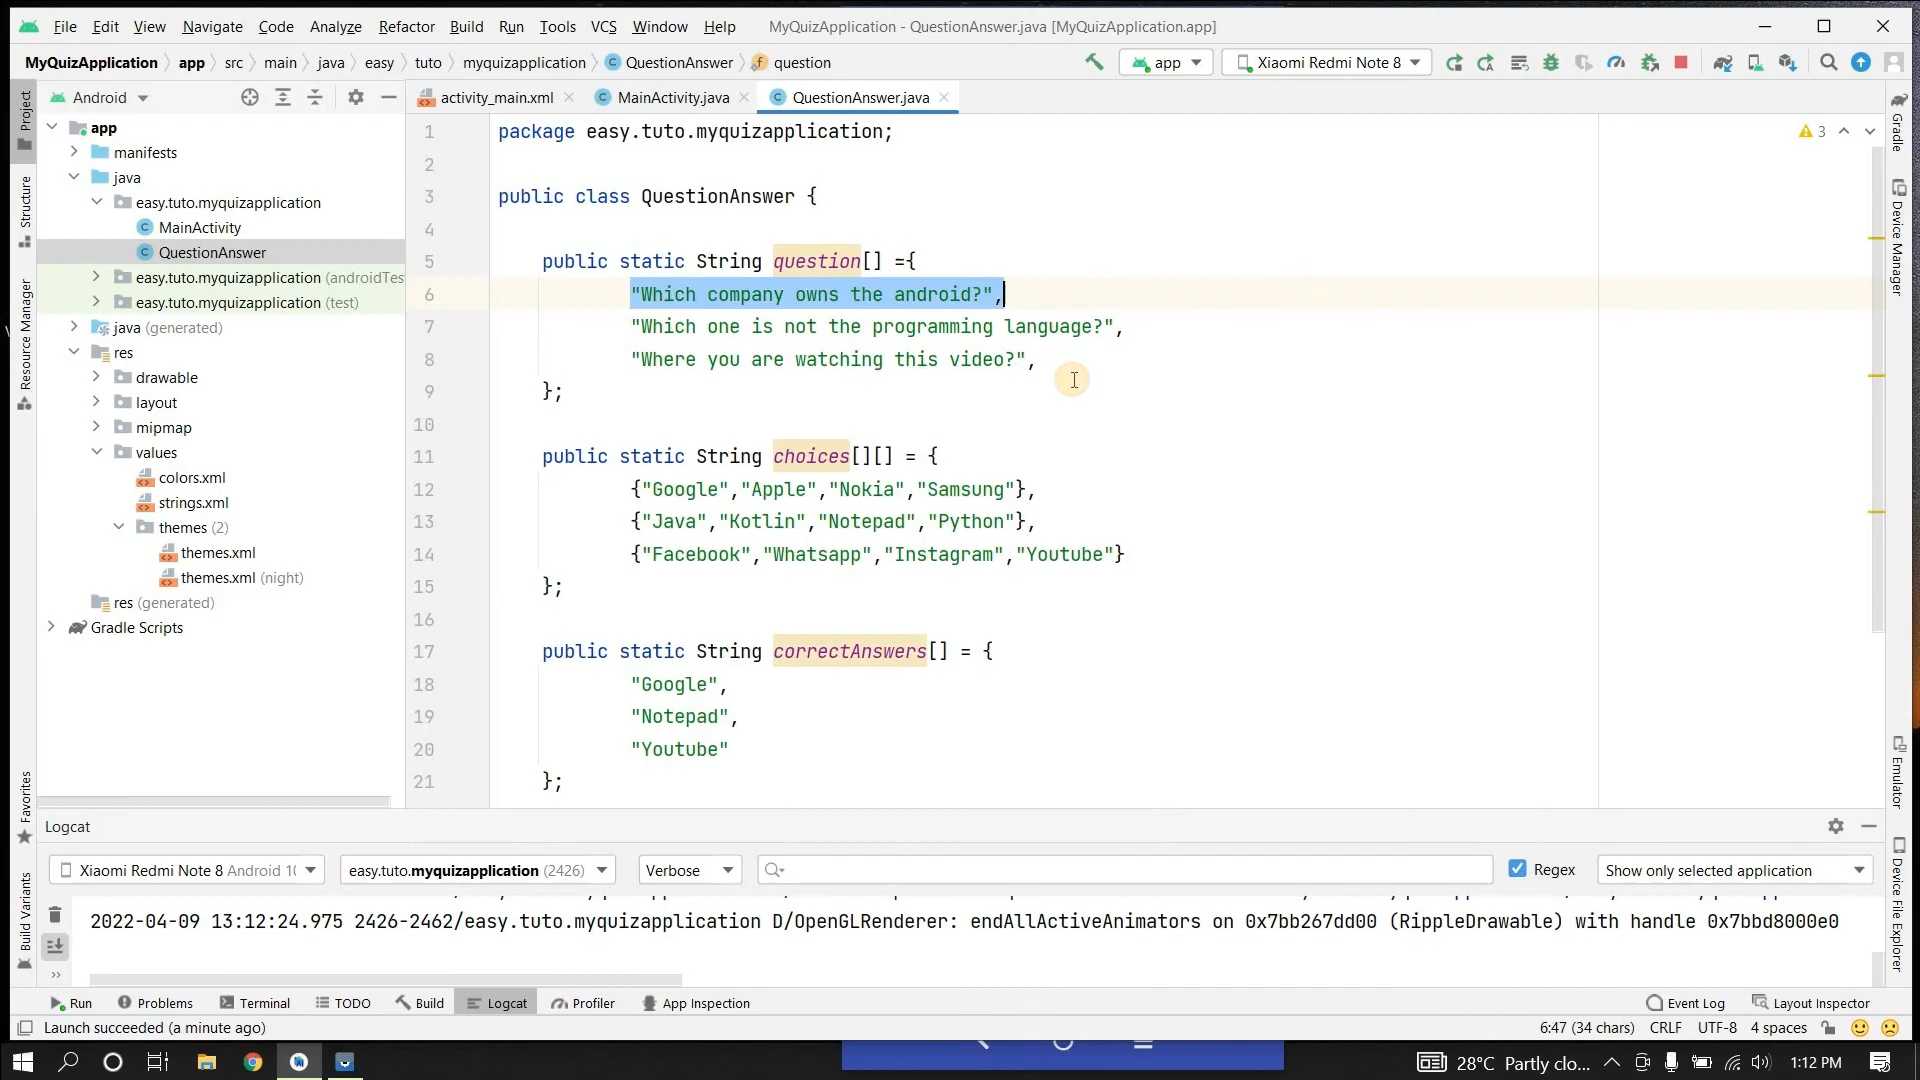 File Edit View Navigate Code Analyze Refactor Build Run Tools VCS Window Help MyQuizApplication - QuestionAnswer.java [MyQuizApplication.app]
MyQuizApplication app src main java easy tuto myquizapplication QuestionAnswer question app Xiaomi Redmi Note 8
Project
Structure
Resource Manager
Favorites
Build Variants
Android
app
manifests
java
easy.tuto.myquizapplication
MainActivity
QuestionAnswer
easy.tuto.myquizapplication (androidTes
easy.tuto.myquizapplication (test)
java (generated)
res
drawable
layout
mipmap
values
colors.xml
strings.xml
themes (2)
themes.xml
themes.xml (night)
res (generated)
Gradle Scripts
activity_main.xml MainActivity.java QuestionAnswer.java
3
1 package easy.tuto.myquizapplication;
2
3 public class QuestionAnswer {
4
5 public static String question[] ={
6 "Which company owns the android?",
7 "Which one is not the programming language?",
8 "Where you are watching this video?",
9 };
10
11 public static String choices[][] = {
12 {"Google","Apple","Nokia","Samsung"},
13 {"Java","Kotlin","Notepad","Python"},
14 {"Facebook","Whatsapp","Instagram","Youtube"}
15 };
16
17 public static String correctAnswers[] = {
18 "Google",
19 "Notepad",
20 "Youtube"
21 };
Gradle
Device Manager
Emulator
Device File Explorer
Logcat
Xiaomi Redmi Note 8 Android 1( easy.tuto.myquizapplication (2426) Verbose Regex Show only selected application
2022-04-09 13:12:24.975 2426-2462/easy.tuto.myquizapplication D/OpenGLRenderer: endAllActiveAnimators on 0x7bb267dd00 (RippleDrawable) with handle 0x7bbd8000e0
Run Problems Terminal TODO Build Logcat Profiler App Inspection Event Log Layout Inspector
Launch succeeded (a minute ago) 6:47 (34 chars) CRLF UTF-8 4 spaces
28°C Partly clo... 1:12 PM